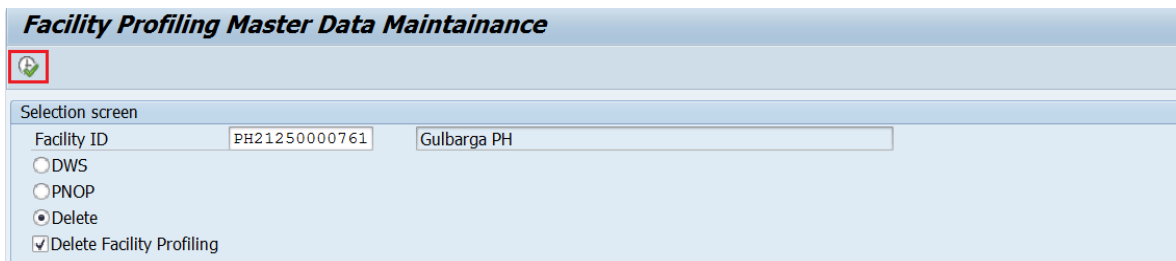 Facility Profiling Master Data Maintainance
Selection screen
Facility ID PH21250000761 Gulbarga PH
DWS
PNOP
Delete
Delete Facility Profiling